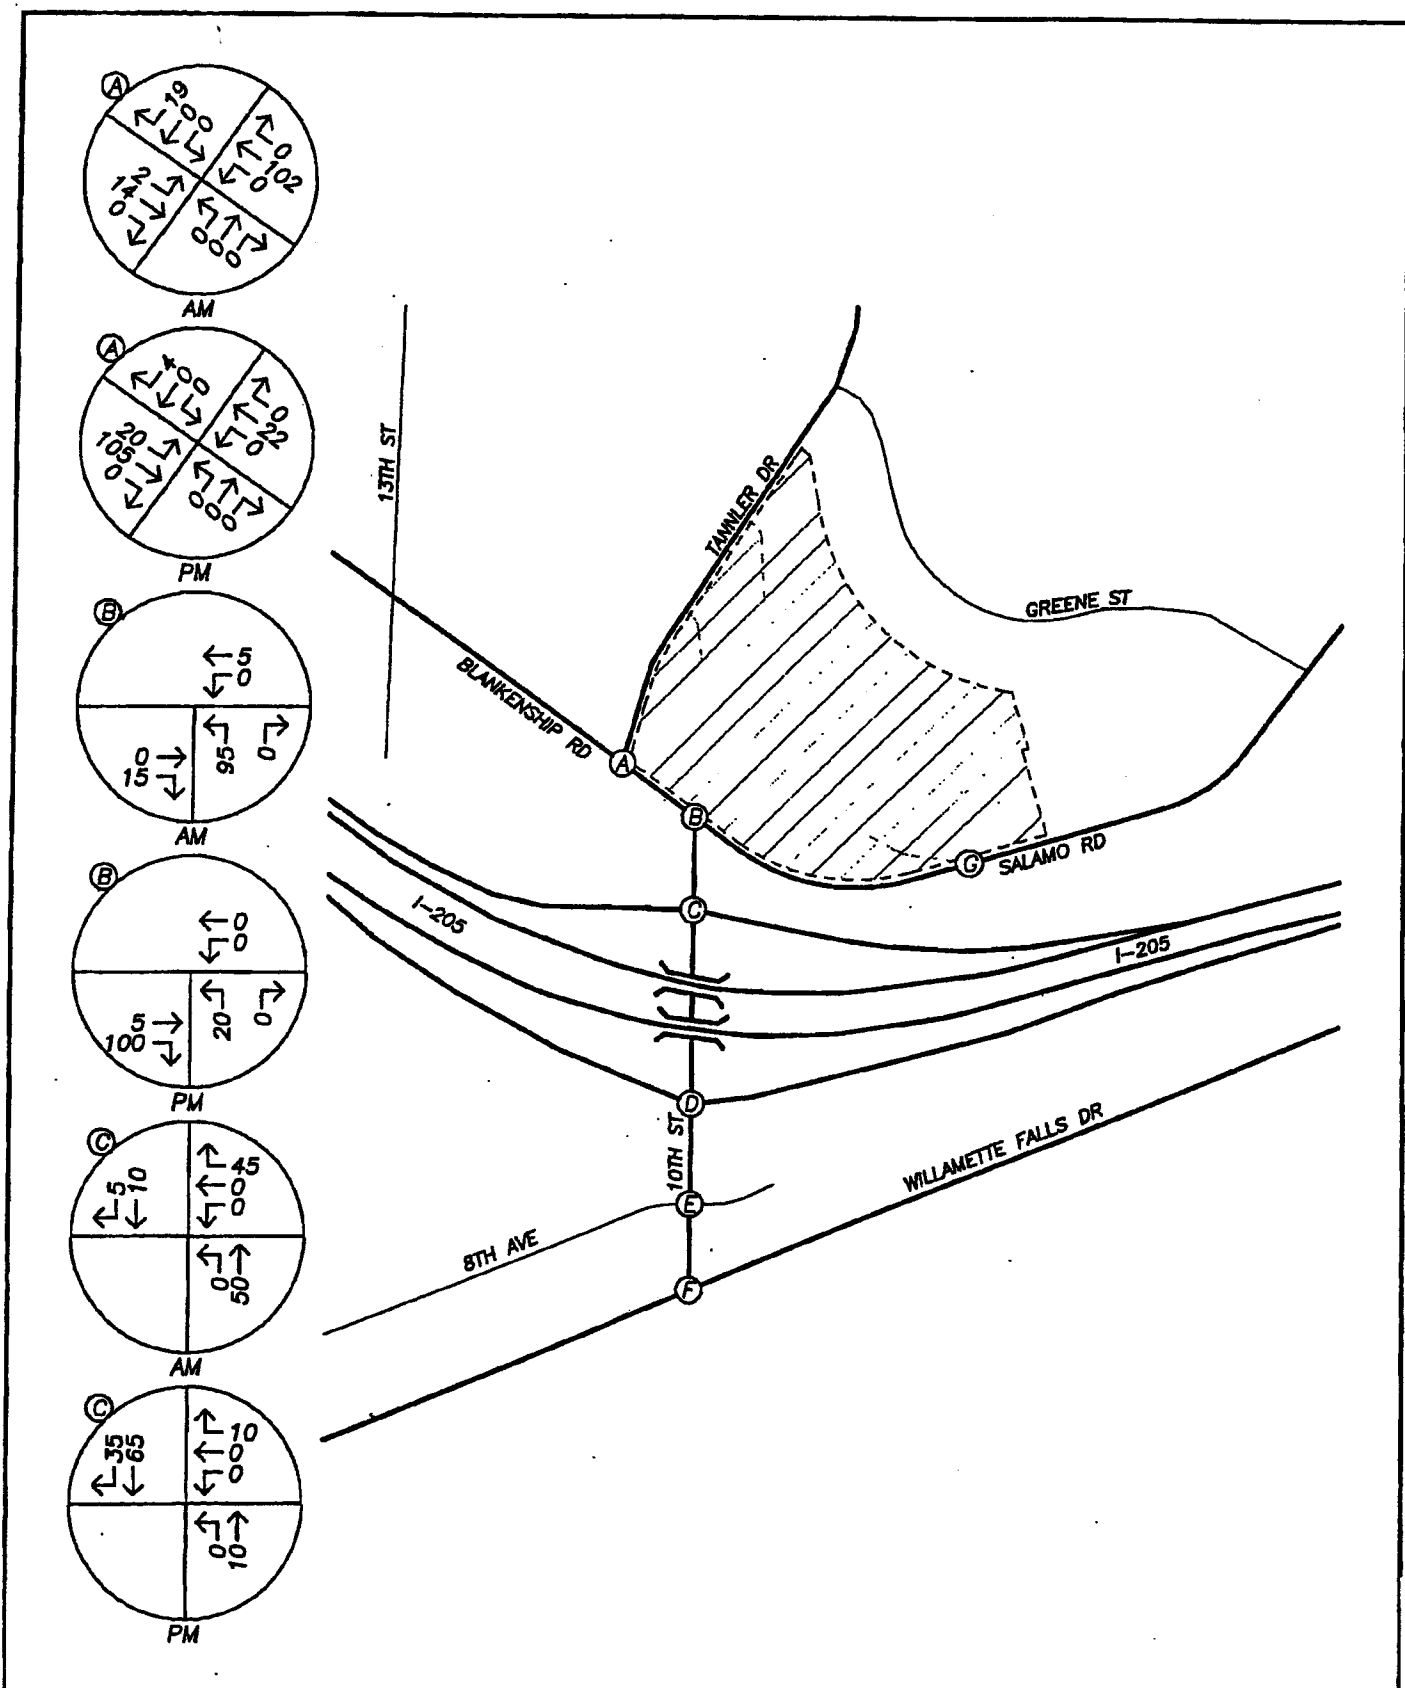 A
19
0
0
0
102
0
2
14
0
0
0
0
AM
A
4
0
0
0
22
0
20
105
0
0
0
0
PM
B
5
0
0
15
95
0
AM
B
0
0
5
100
20
0
PM
C
5
10
45
0
0
0
50
AM
C
35
65
10
0
0
0
10
PM
13TH ST
TANNLER DR
GREENE ST
BLANKENSHIP RD
A
B
G
SALAMO RD
C
I-205
I-205
D
10TH ST
WILLAMETTE FALLS DR
E
8TH AVE
F